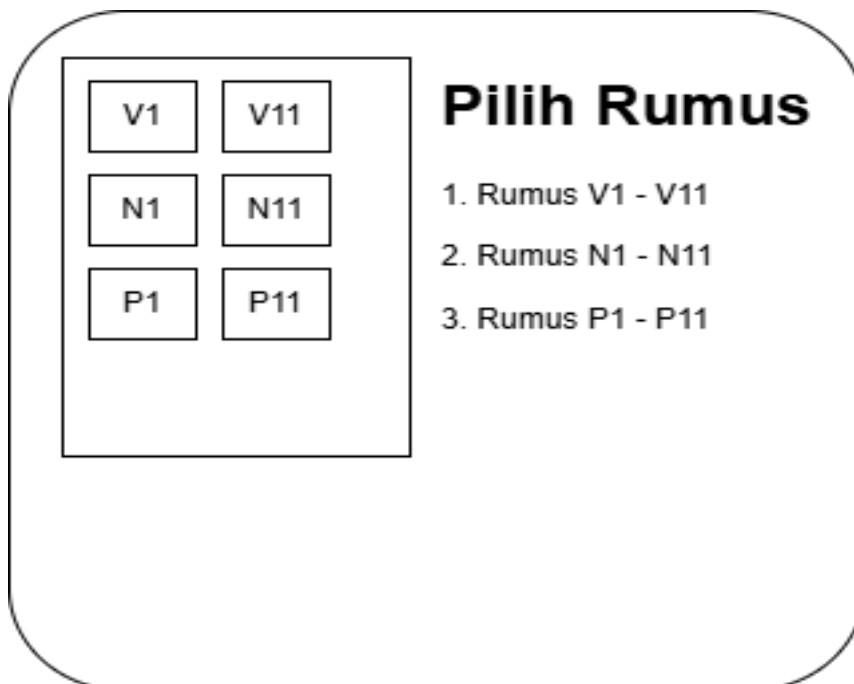 V1 V11
N1 N11
P1 P11
Pilih Rumus
1. Rumus V1 - V11
2. Rumus N1 - N11
3. Rumus P1 - P11